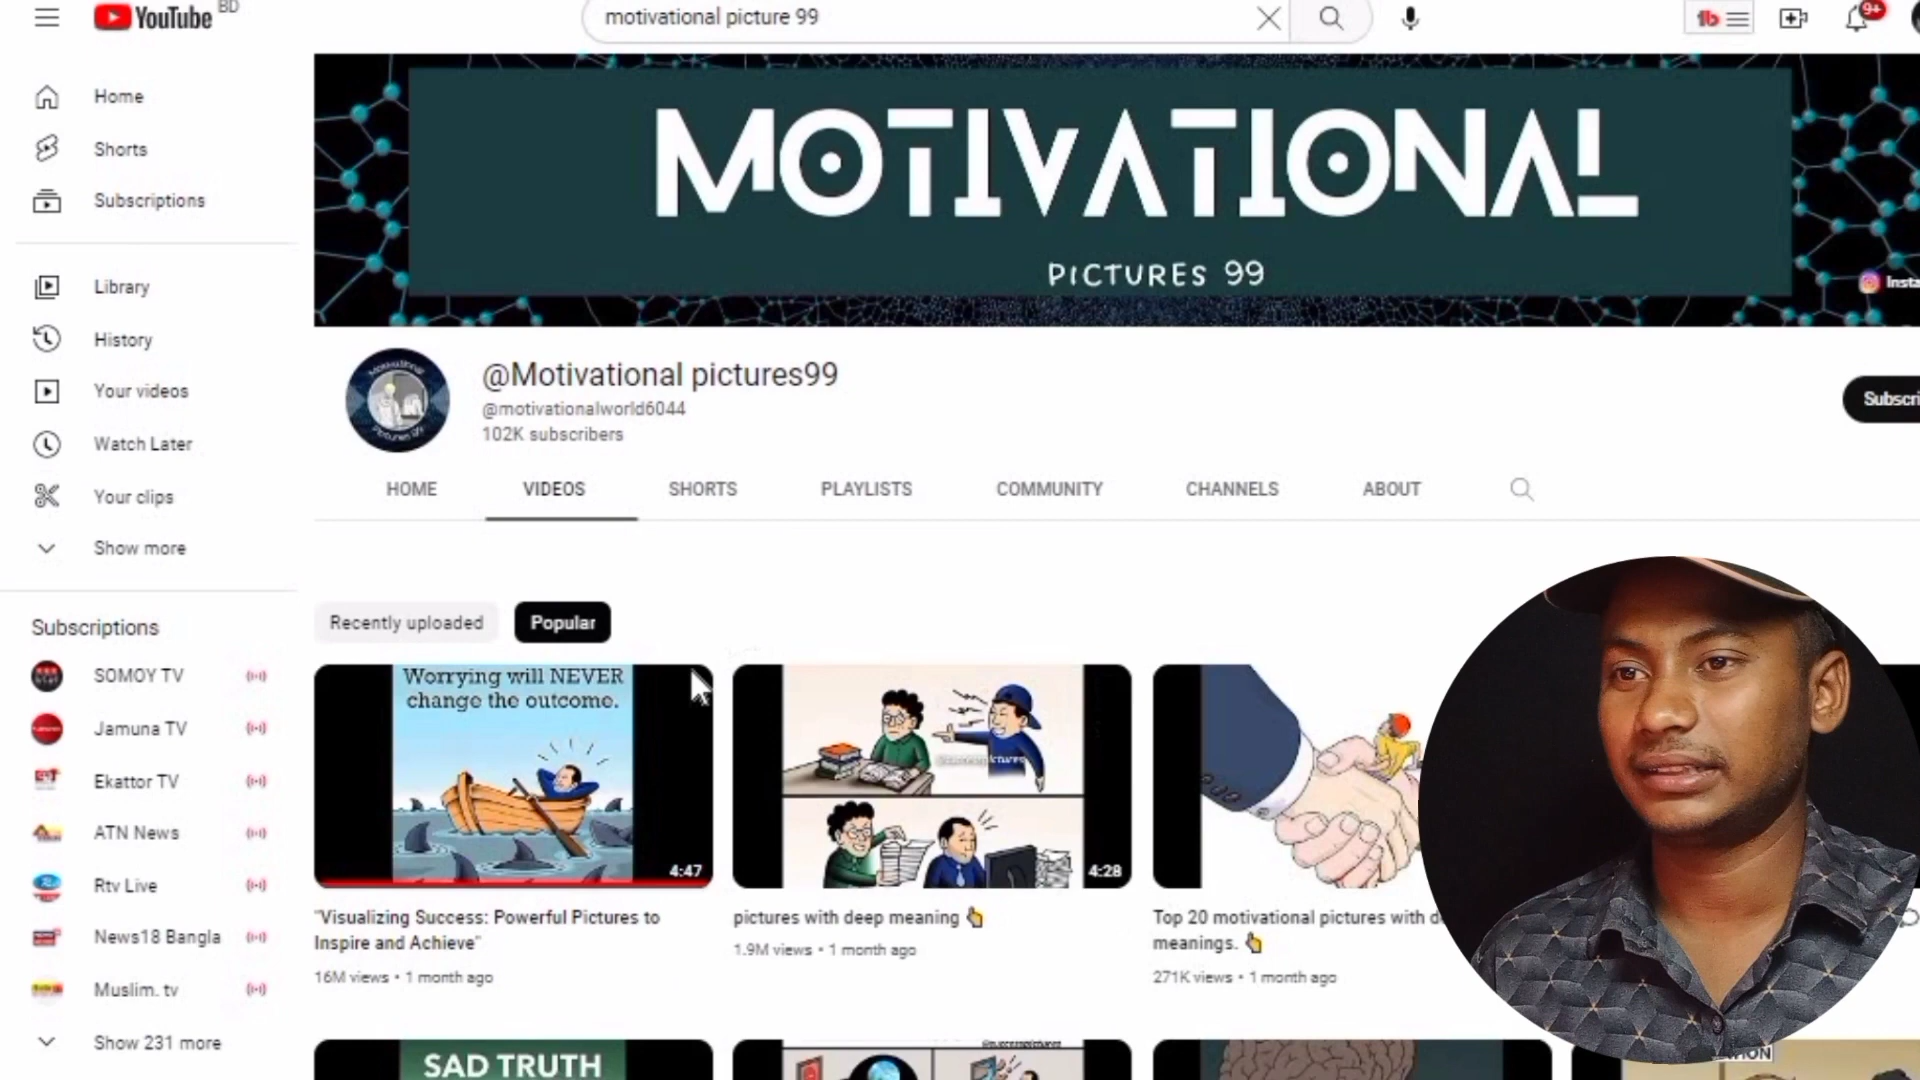 YouTube BD
motivational picture 99
9+
Home
Shorts
Subscriptions
Library
History
Your videos
Watch Later
Your clips
Show more
Subscriptions
SOMOY TV
Jamuna TV
Ekattor TV
ATN News
Rtv Live
News18 Bangla
Muslim. tv
Show 231 more
MOTIVATIONAL
PICTURES 99
Insta
@Motivational pictures99
@motivationalworld6044
102K subscribers
Subscri
HOME VIDEOS SHORTS PLAYLISTS COMMUNITY CHANNELS ABOUT
Recently uploaded Popular
Worrying will NEVER
change the outcome.
4:47
4:28
"Visualizing Success: Powerful Pictures to
Inspire and Achieve"
16M views • 1 month ago
pictures with deep meaning 👆
1.9M views • 1 month ago
Top 20 motivational pictures with d
meanings. 👆
271K views • 1 month ago
SAD TRUTH